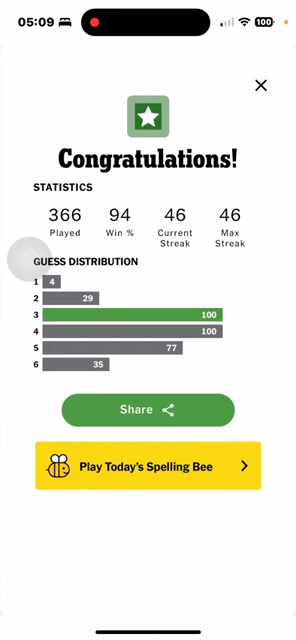 05:09
100
Congratulations!
STATISTICS
366 94 46 46
Played Win % Current Streak Max Streak
GUESS DISTRIBUTION
1 4
2 29
3 100
4 100
5 77
6 35
Share
Play Today's Spelling Bee